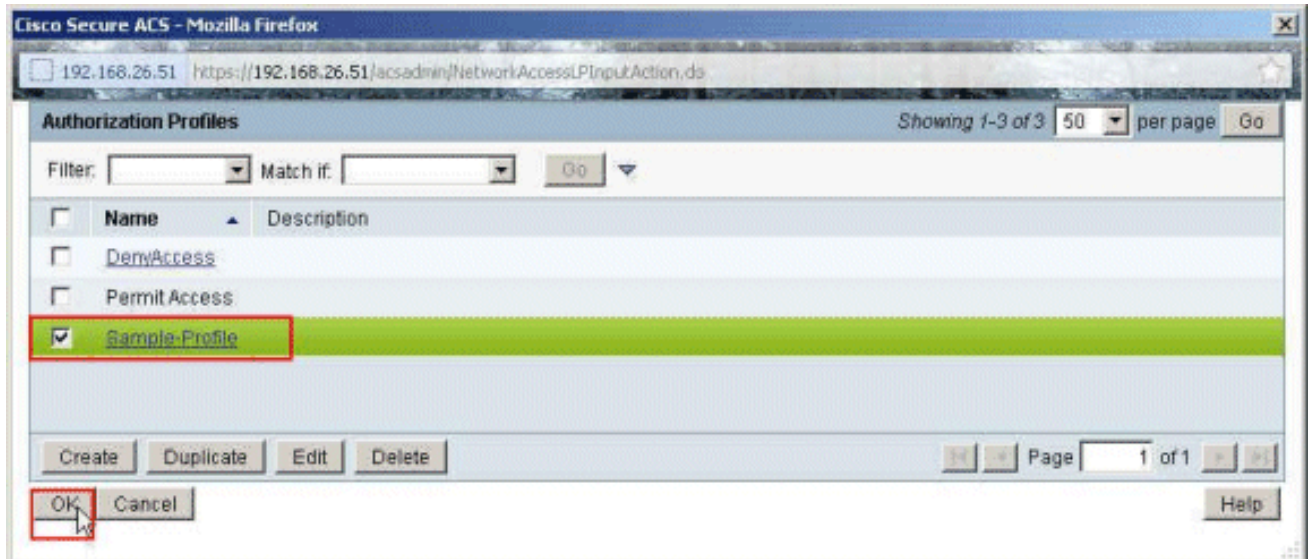 Cisco Secure ACS - Mozilla Firefox
192.168.26.51 https://192.168.26.51/acsadmin/NetworkAccessLPInputAction.do
Authorization Profiles Showing 1-3 of 3 50 per page Go
Filter: Match if: Go
Name Description
DenyAccess
Permit Access
Sample-Profile
Create Duplicate Edit Delete Page 1 of 1
OK Cancel Help